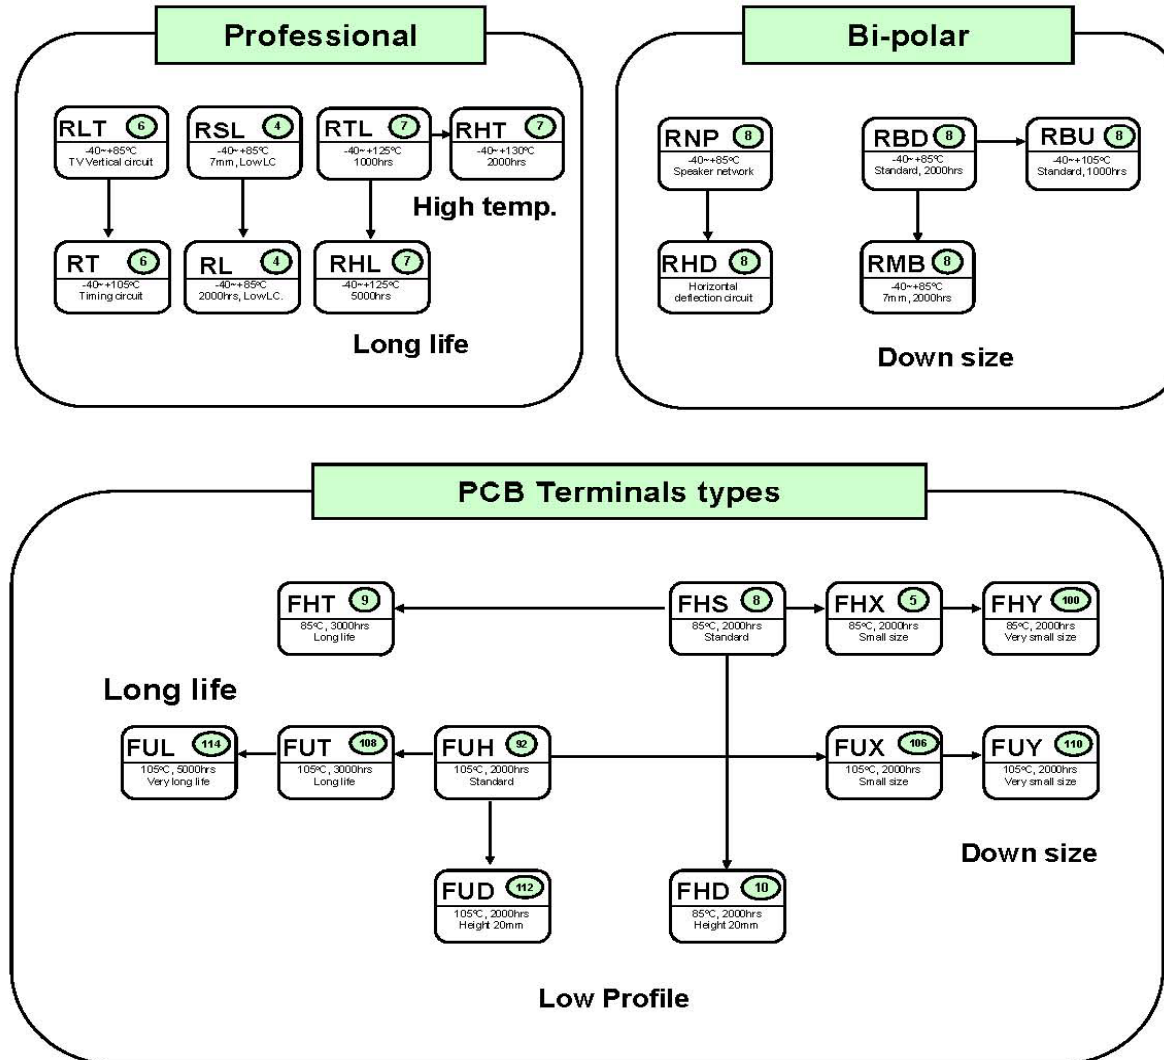 Professional
RLT 6
-40~+85ºC
TV Vertical circuit
RSL 4
-40~+85ºC
7mm, LowLC
RTL 7
-40~+125ºC
1000hrs
RHT 7
-40~+130ºC
2000hrs
High temp.
RT 6
-40~+105ºC
Timing circuit
RL 4
-40~+85ºC
2000hrs, LowLC.
RHL 7
-40~+125ºC
5000hrs
Long life
Bi-polar
RNP 8
-40~+85ºC
Speaker network
RBD 8
-40~+85ºC
Standard, 2000hrs
RBU 8
-40~+105ºC
Standard, 1000hrs
RHD 8
Horizontal
deflection circuit
RMB 8
-40~+85ºC
7mm, 2000hrs
Down size
PCB Terminals types
FHT 9
85ºC, 3000hrs
Long life
FHS 8
85ºC, 2000hrs
Standard
FHX 5
85ºC, 2000hrs
Small size
FHY 100
85ºC, 2000hrs
Very small size
Long life
FUL 114
105ºC, 5000hrs
Very long life
FUT 108
105ºC, 3000hrs
Long life
FUH 92
105ºC, 2000hrs
Standard
FUX 106
105ºC, 2000hrs
Small size
FUY 110
105ºC, 2000hrs
Very small size
Down size
FUD 112
105ºC, 2000hrs
Height 20mm
FHD 10
85ºC, 2000hrs
Height 20mm
Low Profile